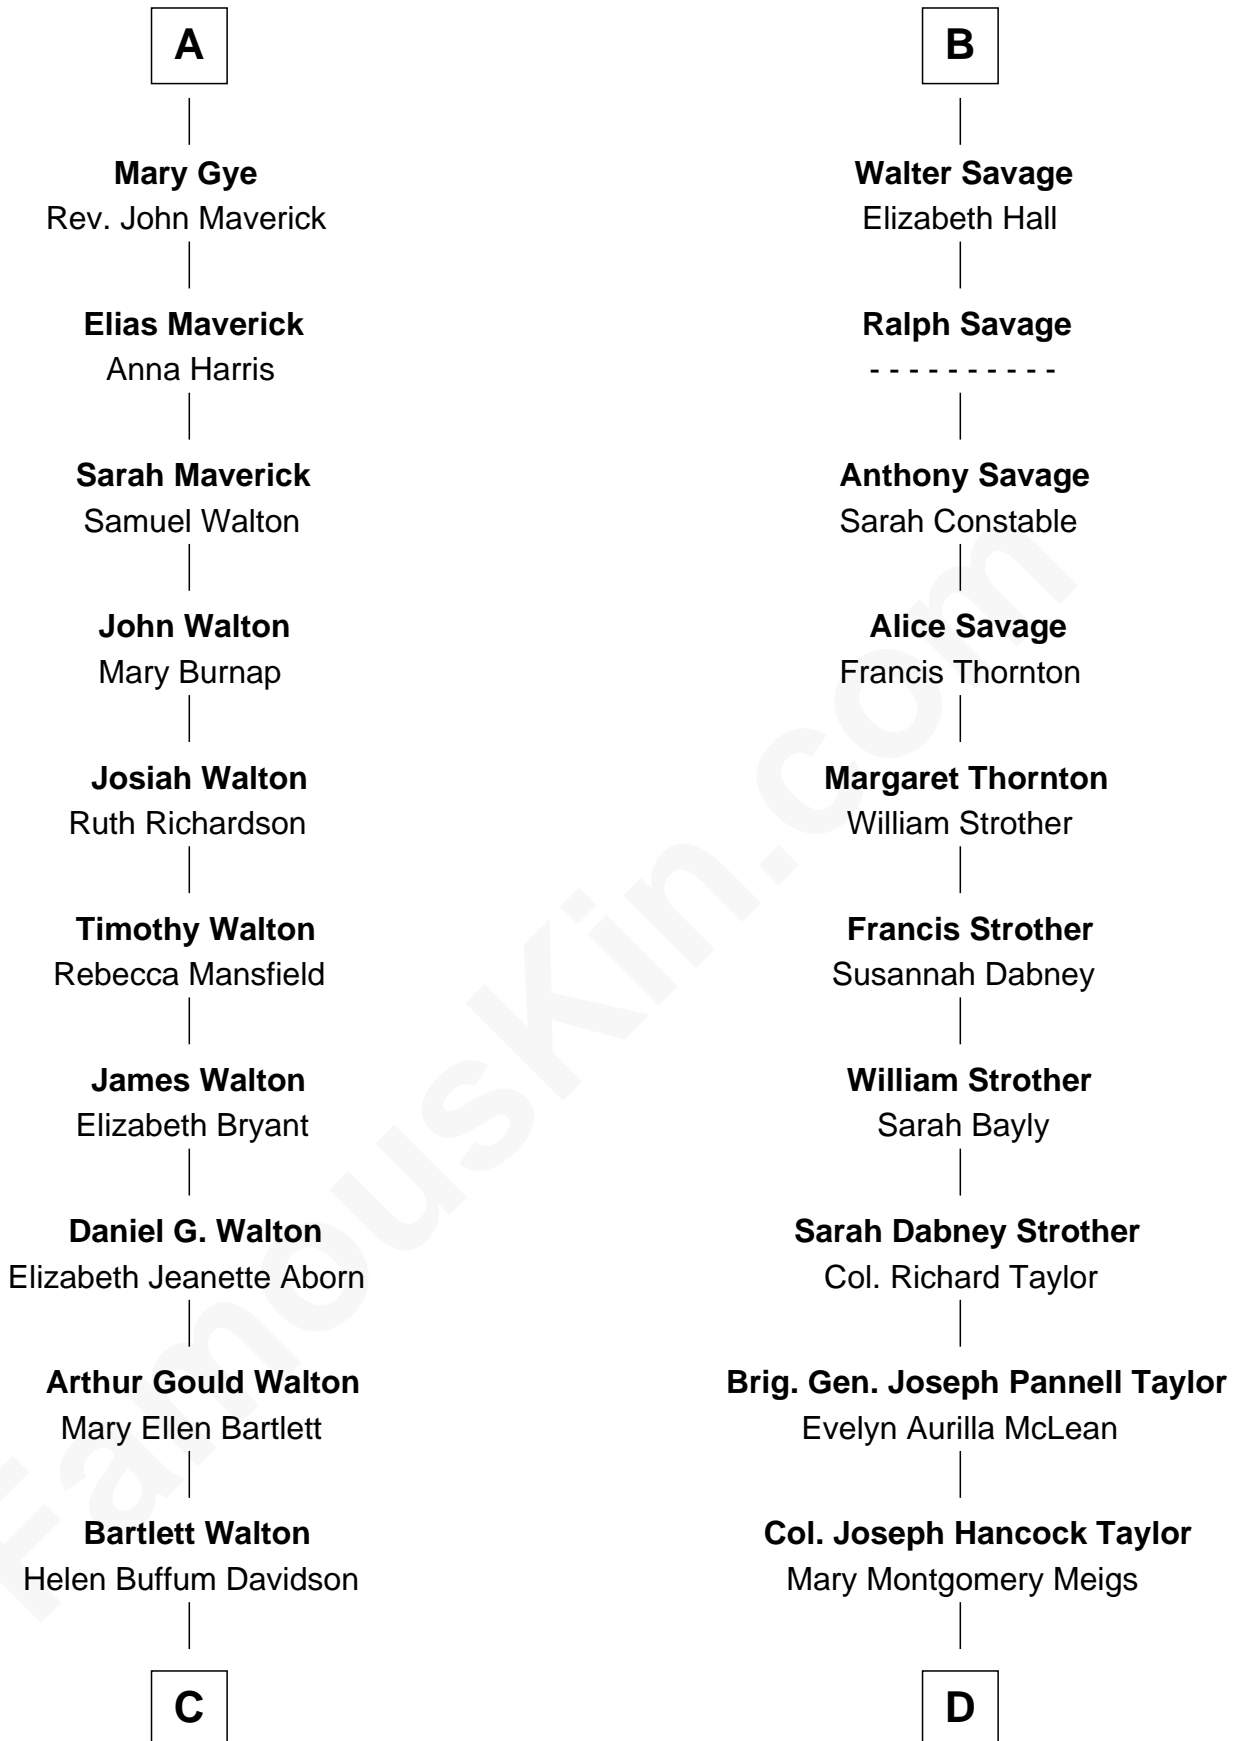 A
Mary Gye
Rev. John Maverick
Elias Maverick
Anna Harris
Sarah Maverick
Samuel Walton
John Walton
Mary Burnap
Josiah Walton
Ruth Richardson
Timothy Walton
Rebecca Mansfield
James Walton
Elizabeth Bryant
Daniel G. Walton
Elizabeth Jeanette Aborn
Arthur Gould Walton
Mary Ellen Bartlett
Bartlett Walton
Helen Buffum Davidson
C
B
Walter Savage
Elizabeth Hall
Ralph Savage
- - - - - - - - - -
Anthony Savage
Sarah Constable
Alice Savage
Francis Thornton
Margaret Thornton
William Strother
Francis Strother
Susannah Dabney
William Strother
Sarah Bayly
Sarah Dabney Strother
Col. Richard Taylor
Brig. Gen. Joseph Pannell Taylor
Evelyn Aurilla McLean
Col. Joseph Hancock Taylor
Mary Montgomery Meigs
D
FamousKin.com